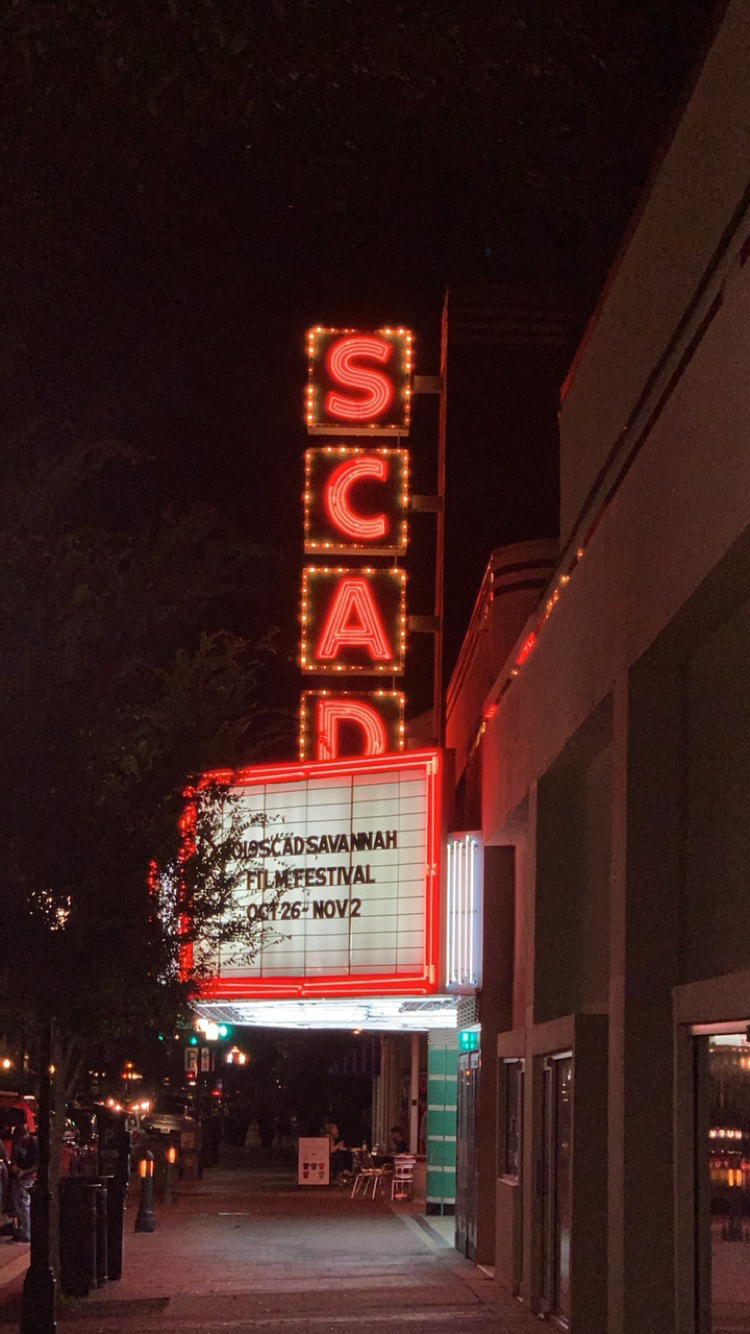 SCAD
SCAD SAVANNAH
FILM FESTIVAL
OCT 26 - NOV 2